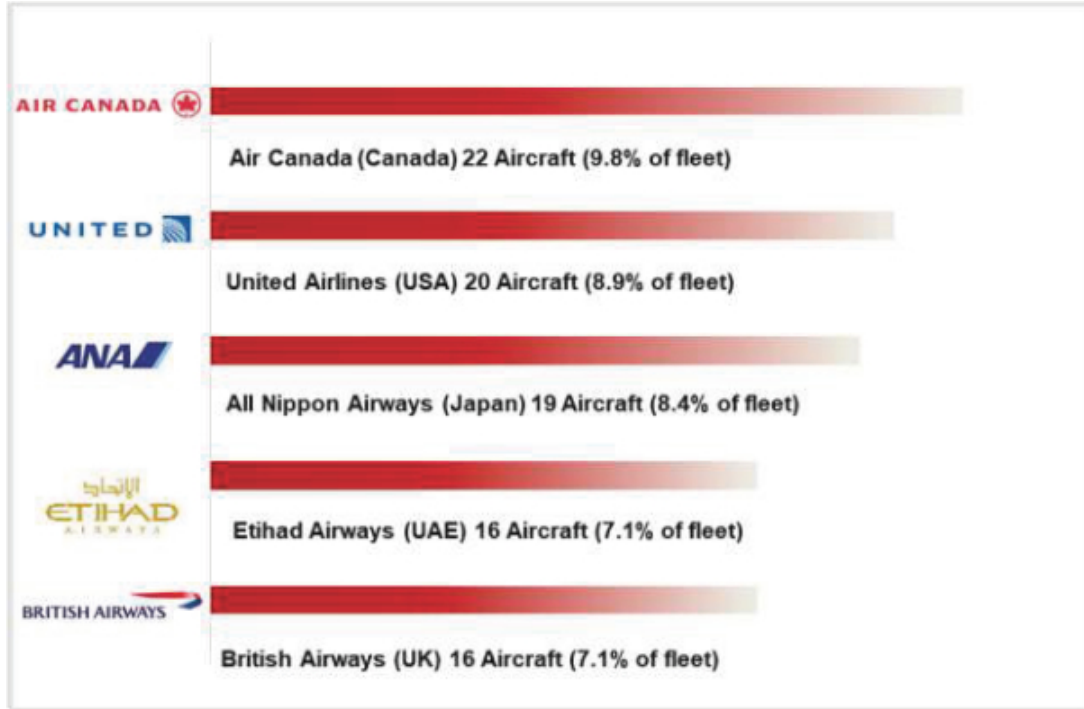 AIR CANADA
Air Canada (Canada) 22 Aircraft (9.8% of fleet)
UNITED
United Airlines (USA) 20 Aircraft (8.9% of fleet)
ANA
All Nippon Airways (Japan) 19 Aircraft (8.4% of fleet)
الإتحاد
ETIHAD
AIRWAYS
Etihad Airways (UAE) 16 Aircraft (7.1% of fleet)
BRITISH AIRWAYS
British Airways (UK) 16 Aircraft (7.1% of fleet)